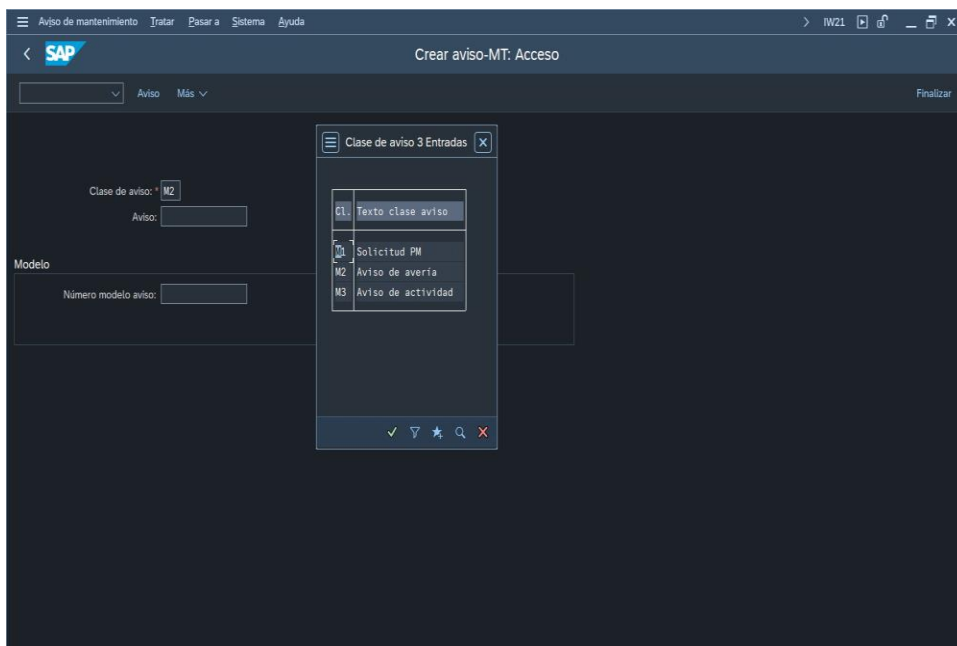 Aviso de mantenimiento Tratar Pasar a Sistema Ayuda IW21
SAP Crear aviso-MT: Acceso
Aviso Más Finalizar
Clase de aviso 3 Entradas
Clase de aviso: * M2
Aviso:
Cl. Texto clase aviso
M1 Solicitud PM
M2 Aviso de avería
M3 Aviso de actividad
Modelo
Número modelo aviso: